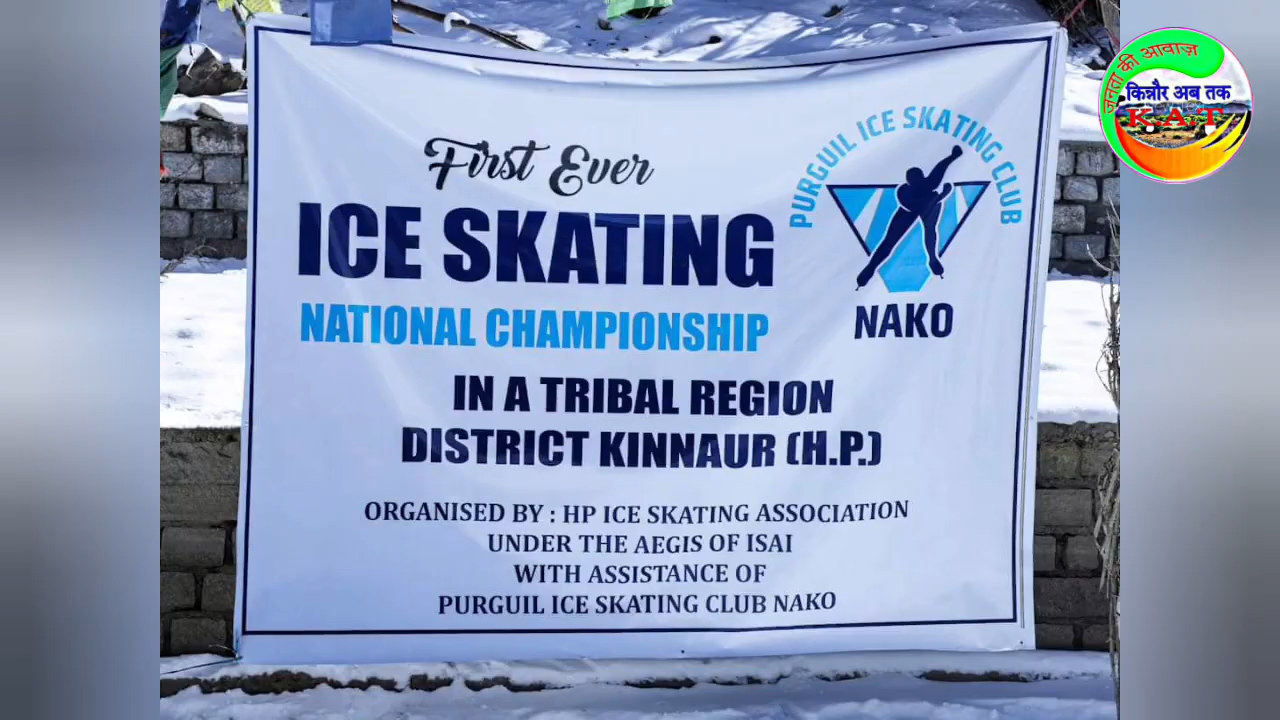 First Ever
ICE SKATING
NATIONAL CHAMPIONSHIP
IN A TRIBAL REGION
DISTRICT KINNAUR (H.P.)
ORGANISED BY : HP ICE SKATING ASSOCIATION
UNDER THE AEGIS OF ISAI
WITH ASSISTANCE OF
PURGUIL ICE SKATING CLUB NAKO
PURGUIL ICE SKATING CLUB
NAKO
जनता की आवाज़
किन्नौर अब तक
K.A.T